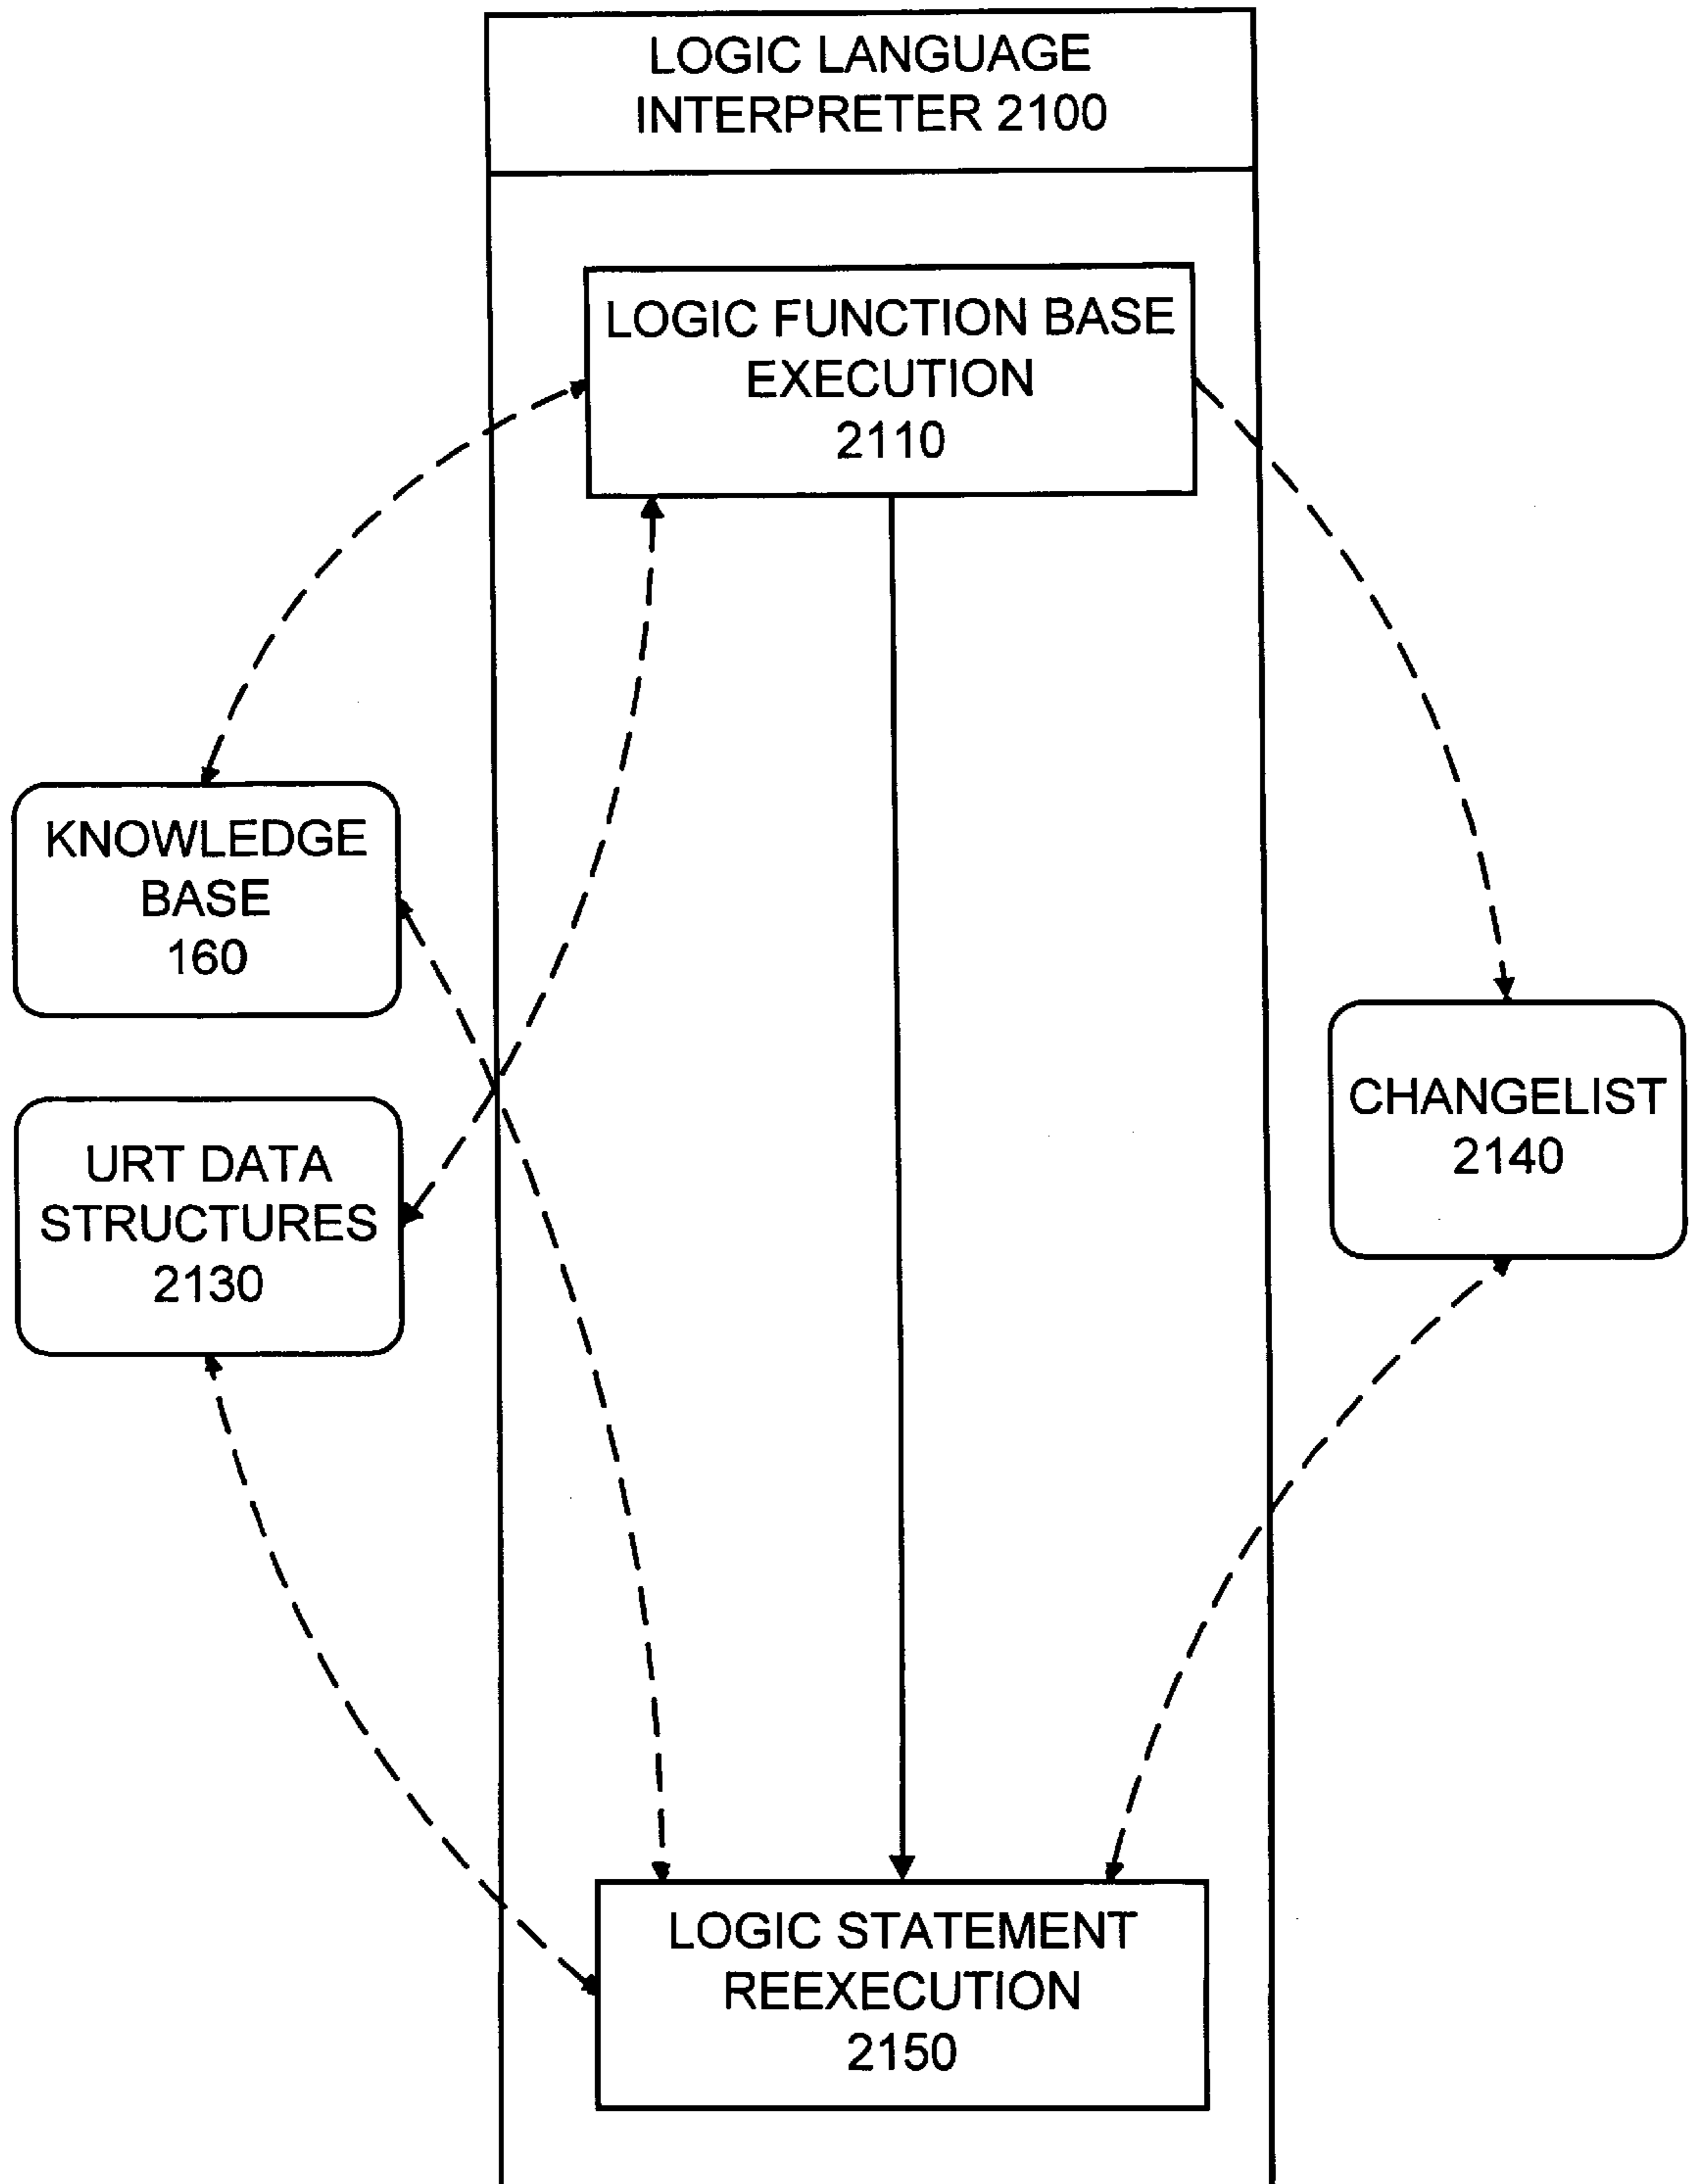 LOGIC LANGUAGE
INTERPRETER 2100
LOGIC FUNCTION BASE
EXECUTION
2110
KNOWLEDGE
BASE
160
URT DATA
STRUCTURES
2130
CHANGELIST
2140
LOGIC STATEMENT
REEXECUTION
2150